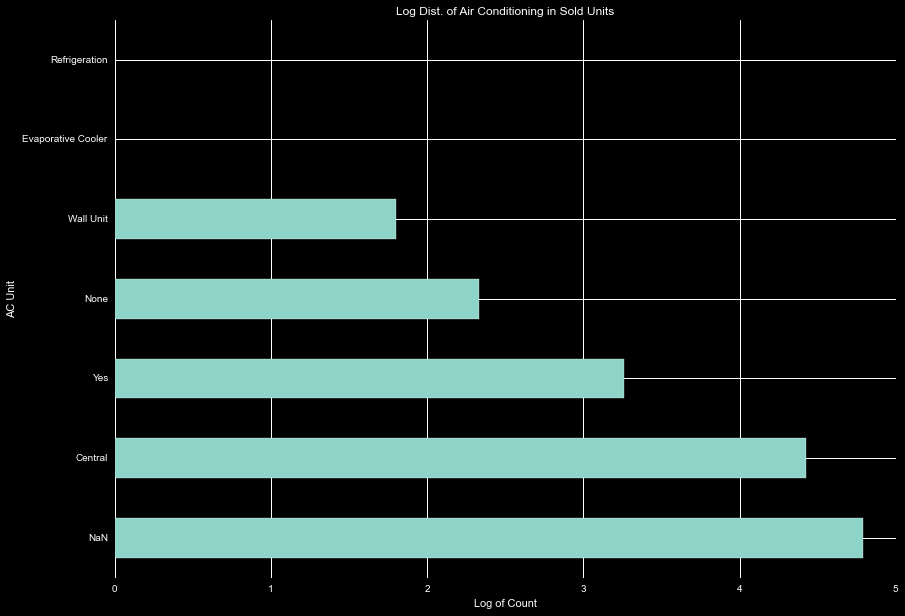 Log Dist. of Air Conditioning in Sold Units
Refrigeration
Evaporative Cooler
Wall Unit
None
Yes
Central
NaN
AC Unit
0 1 2 3 4 5
Log of Count